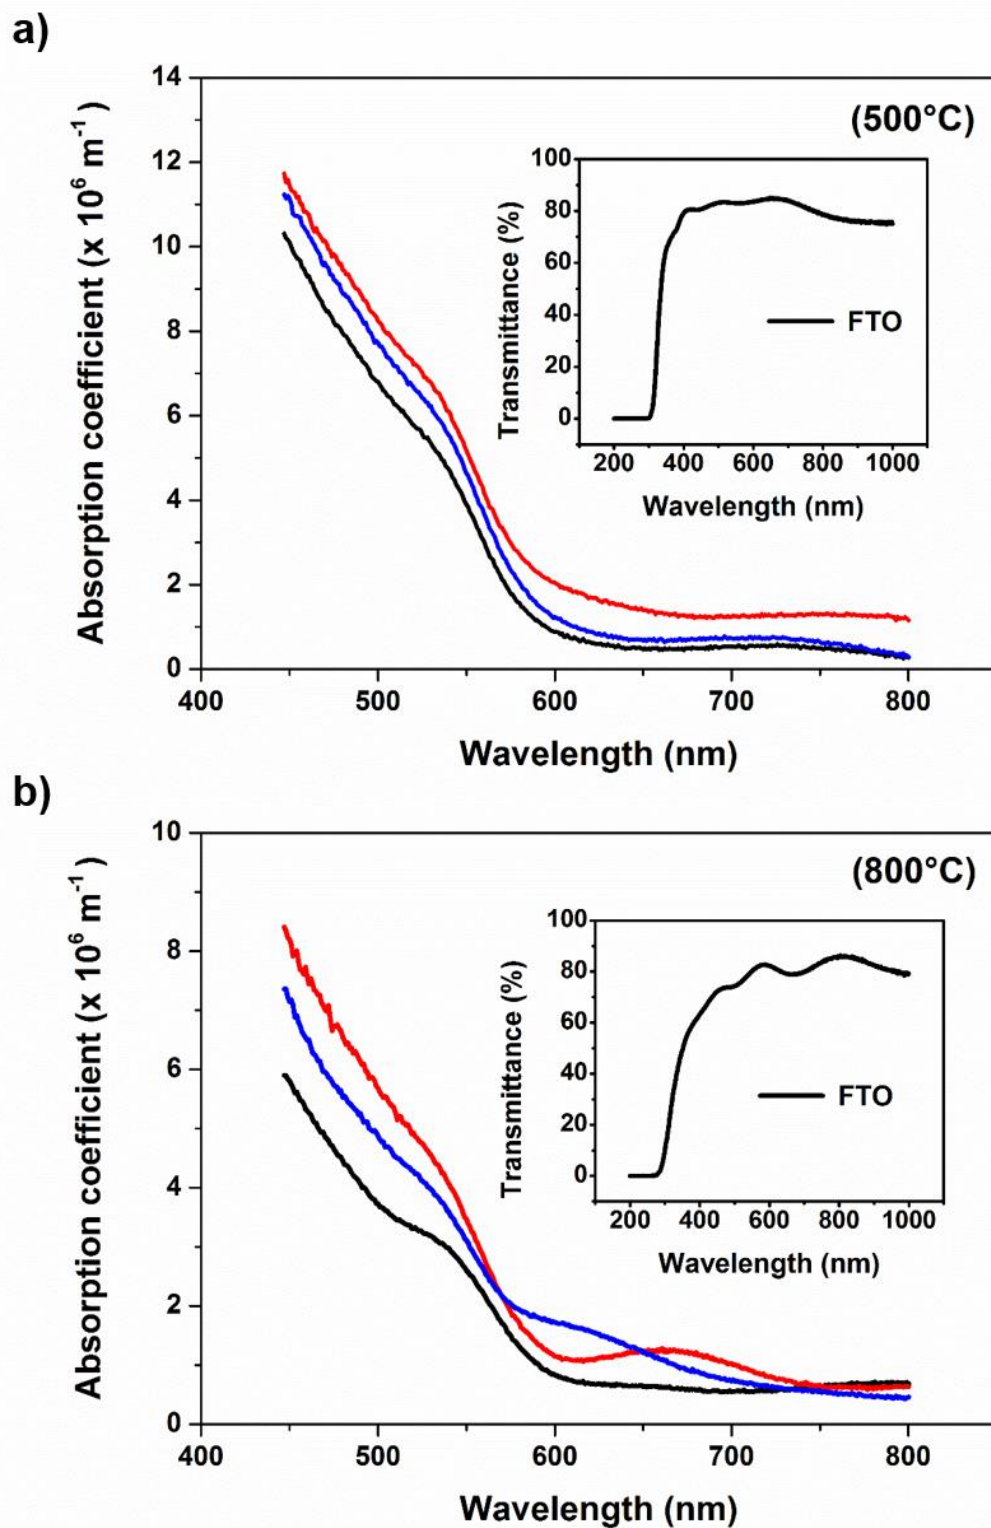 a)
14
12
10
8
6
4
2
0
Absorption coefficient (x 10⁶ m⁻¹ )
(500°C)
100
80
60
40
20
0
Transmittance (%)
FTO
200 400 600 800 1000
Wavelength (nm)
400 500 600 700 800
Wavelength (nm)
b)
10
8
6
4
2
0
Absorption coefficient (x 10⁶ m⁻¹ )
(800°C)
100
80
60
40
20
0
Transmittance (%)
FTO
200 400 600 800 1000
Wavelength (nm)
400 500 600 700 800
Wavelength (nm)